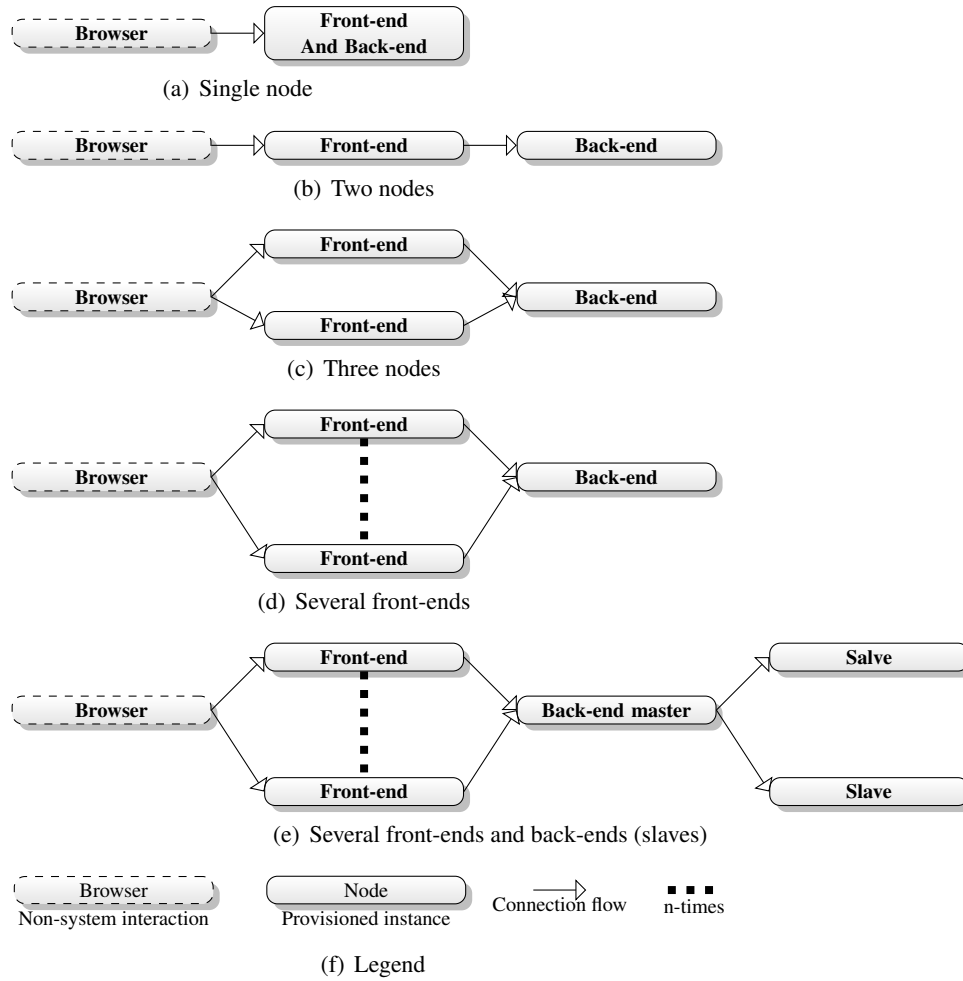 Browser
Front-end
And Back-end
(a) Single node
Browser
Front-end
Back-end
(b) Two nodes
Front-end
Browser
Back-end
Front-end
(c) Three nodes
Front-end
Browser
Back-end
Front-end
(d) Several front-ends
Front-end
Salve
Browser
Back-end master
Front-end
Slave
(e) Several front-ends and back-ends (slaves)
Browser
Non-system interaction
Node
Provisioned instance
Connection flow
n-times
(f) Legend